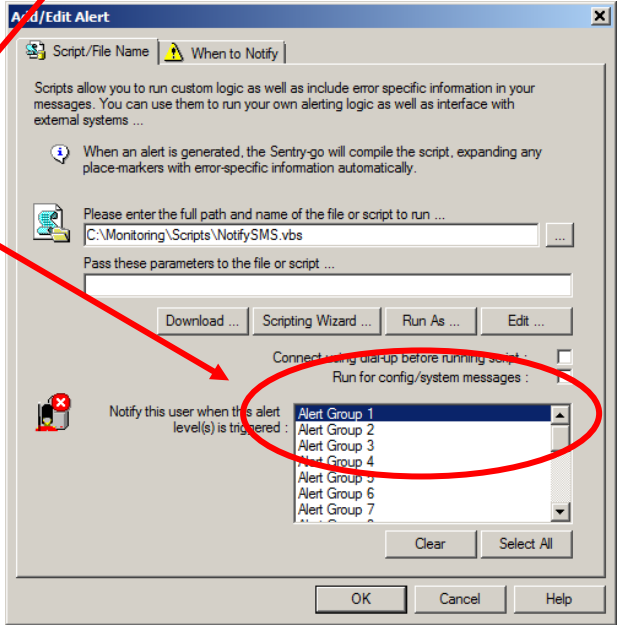 Add/Edit Alert
Script/File Name
When to Notify
Scripts allow you to run custom logic as well as include error specific information in your
messages. You can use them to run your own alerting logic as well as interface with
external systems ...
When an alert is generated, the Sentry-go will compile the script, expanding any
place-markers with error-specific information automatically.
Please enter the full path and name of the file or script to run ...
C:\Monitoring\Scripts\NotifySMS.vbs
...
Pass these parameters to the file or script ...
Download ...
Scripting Wizard ...
Run As ...
Edit ...
Connect using dial-up before running script :
Run for config/system messages :
Notify this user when this alert
level(s) is triggered :
Alert Group 1
Alert Group 2
Alert Group 3
Alert Group 4
Alert Group 5
Alert Group 6
Alert Group 7
Clear
Select All
OK
Cancel
Help